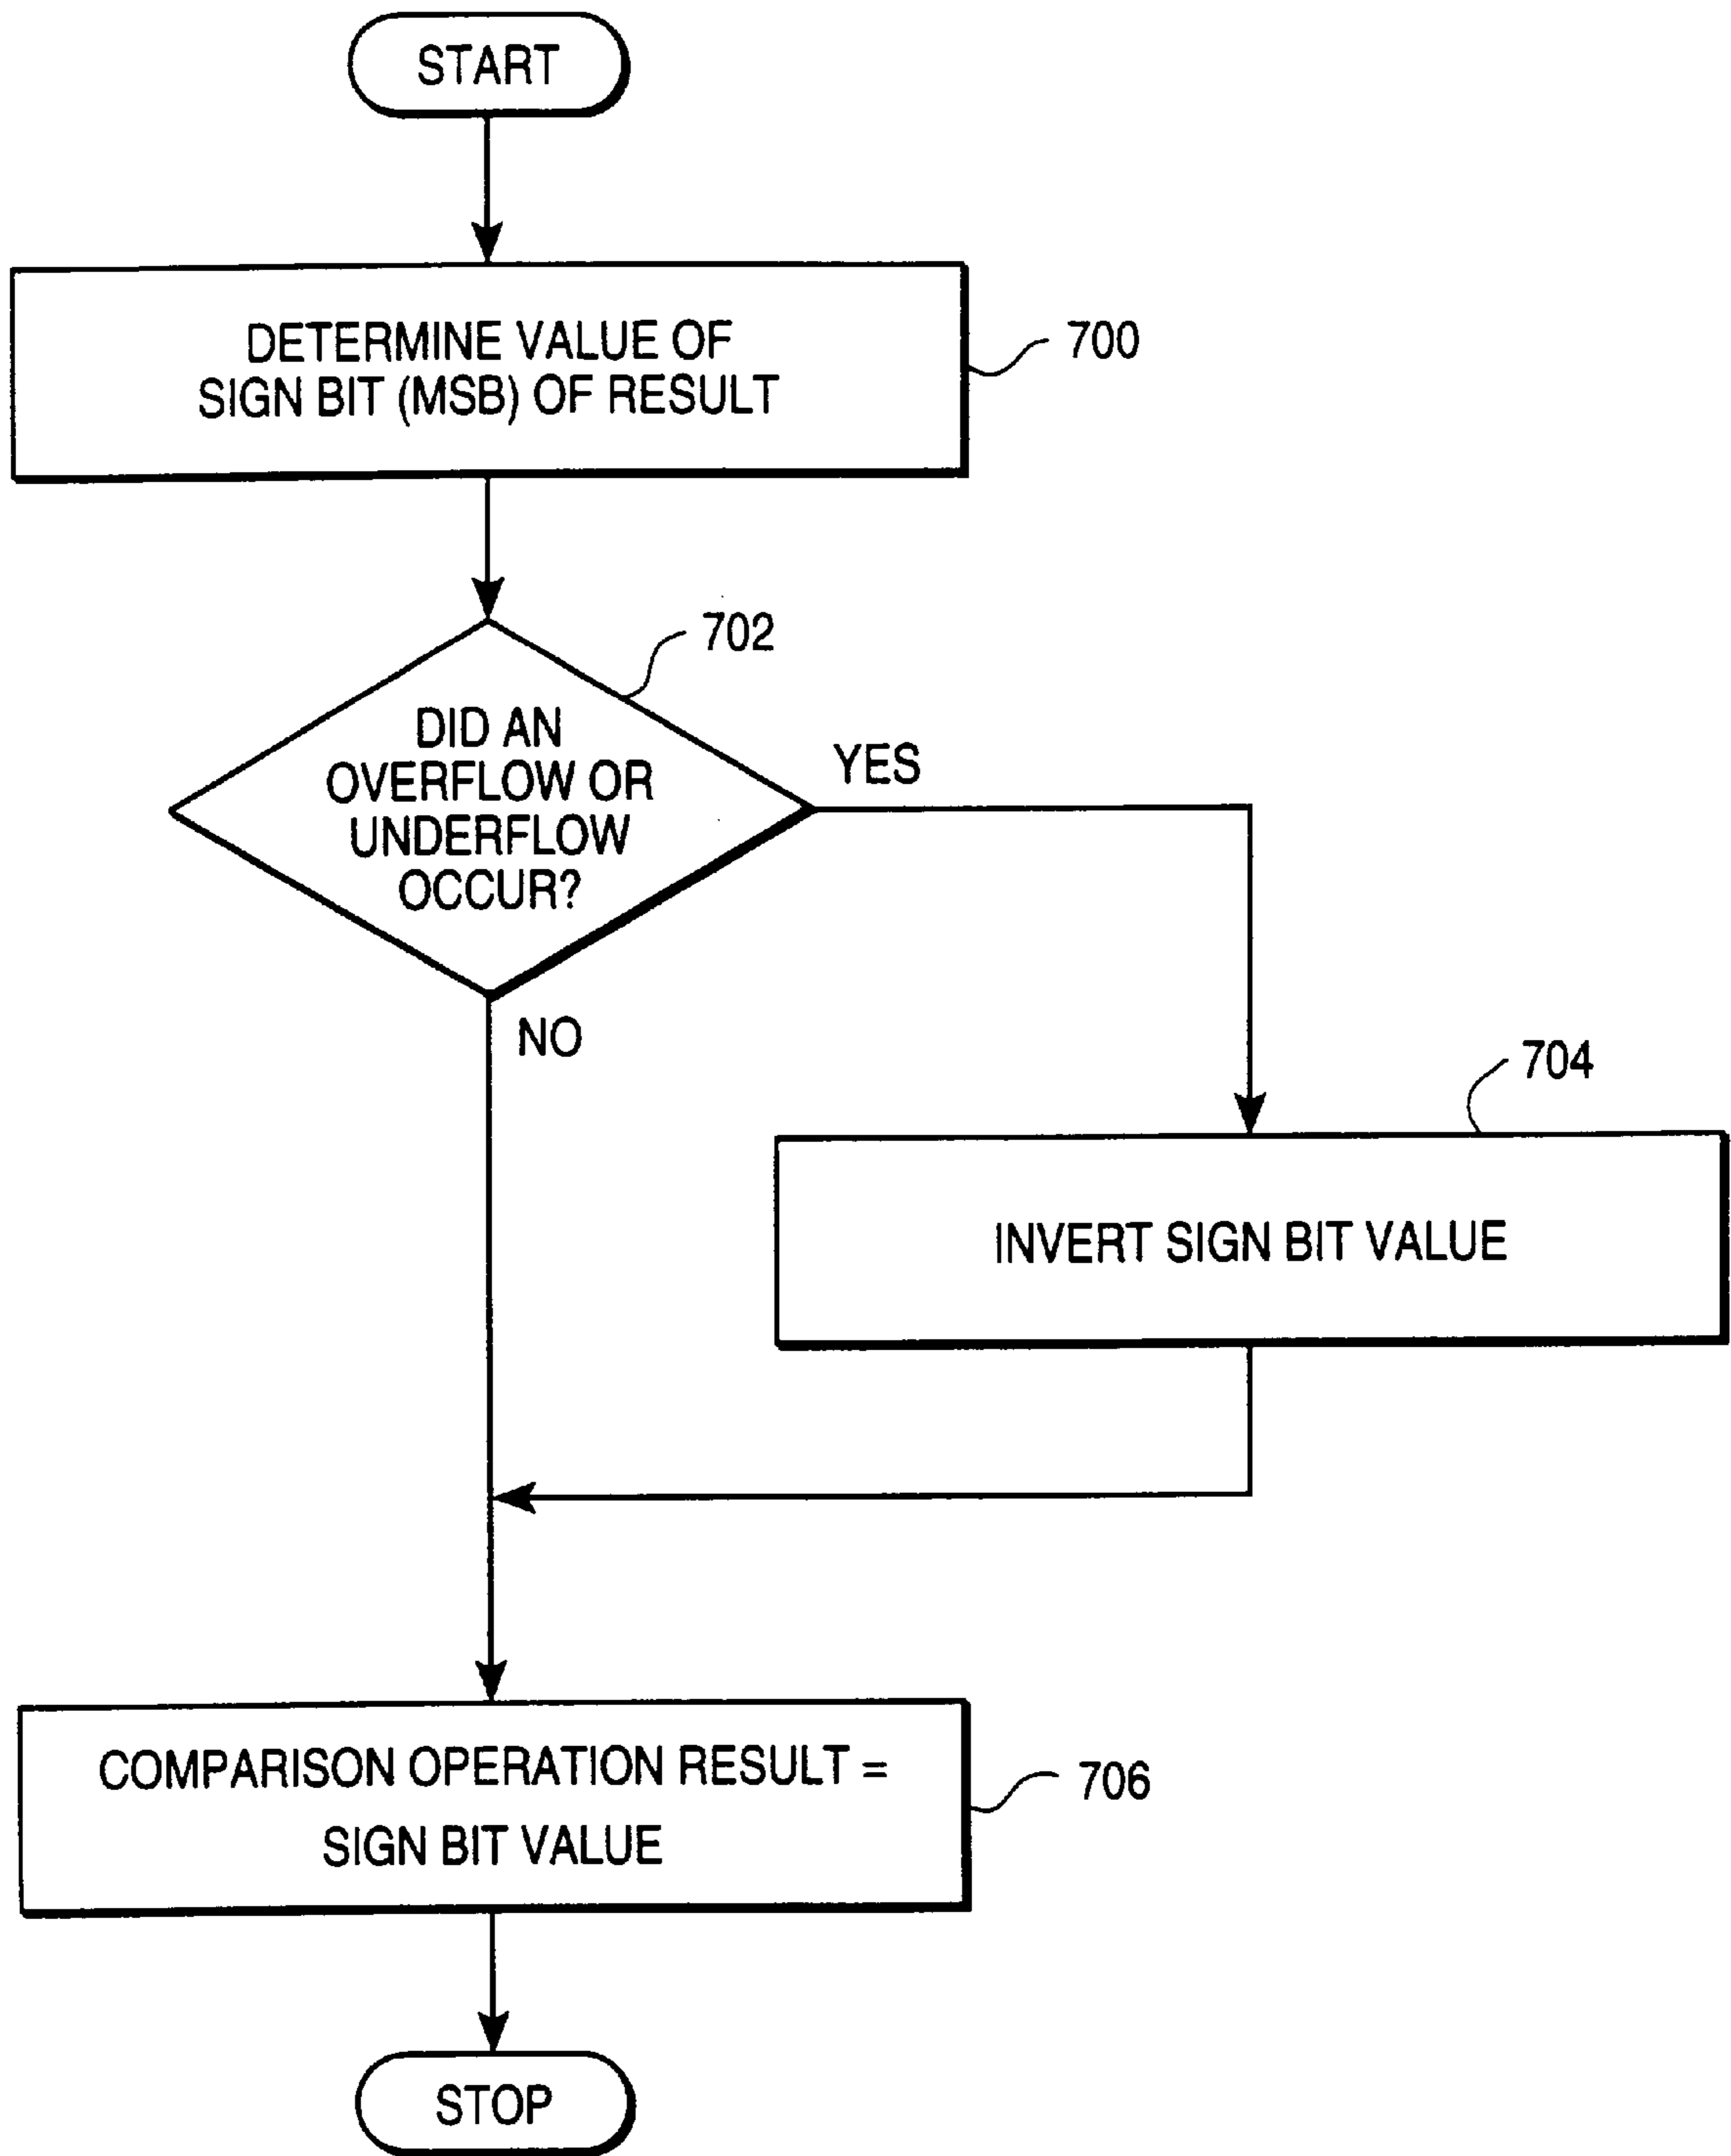 START
DETERMINE VALUE OF
SIGN BIT (MSB) OF RESULT
700
702
DID AN
OVERFLOW OR
UNDERFLOW
OCCUR?
YES
NO
704
INVERT SIGN BIT VALUE
COMPARISON OPERATION RESULT =
SIGN BIT VALUE
706
STOP